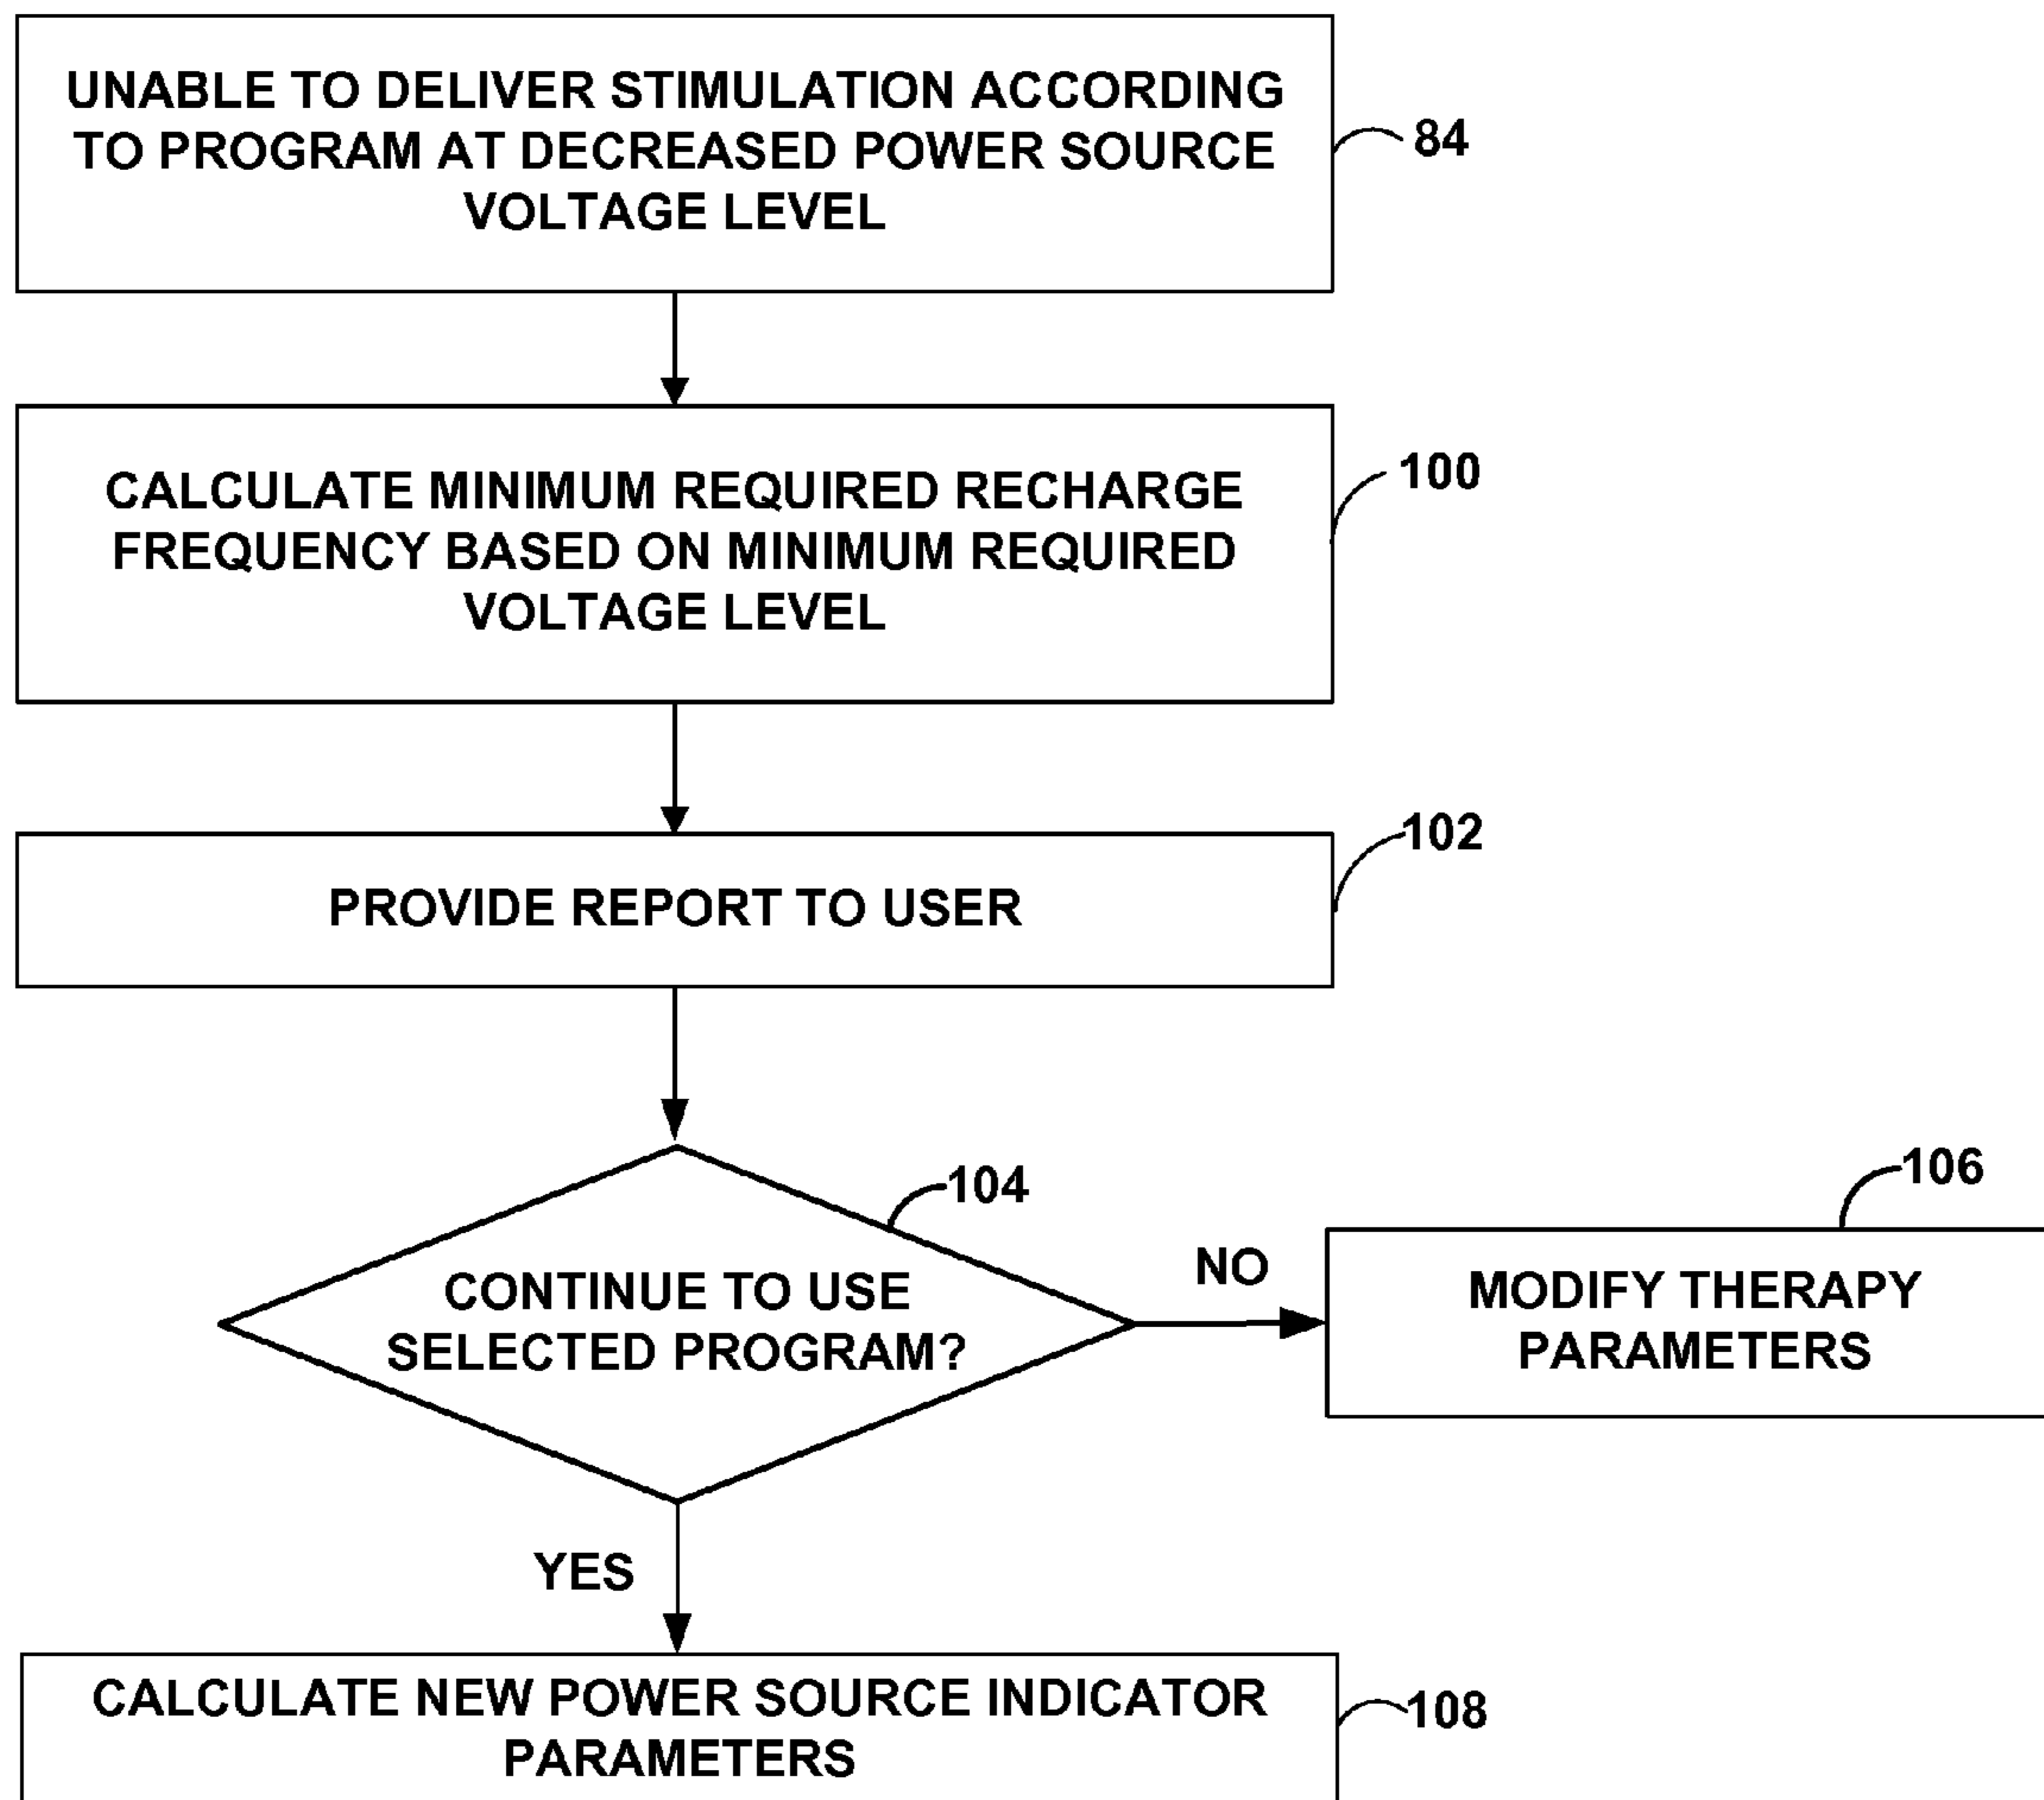 UNABLE TO DELIVER STIMULATION ACCORDING
TO PROGRAM AT DECREASED POWER SOURCE
VOLTAGE LEVEL
84
CALCULATE MINIMUM REQUIRED RECHARGE
FREQUENCY BASED ON MINIMUM REQUIRED
VOLTAGE LEVEL
100
PROVIDE REPORT TO USER
102
CONTINUE TO USE
SELECTED PROGRAM?
104
NO
MODIFY THERAPY
PARAMETERS
106
YES
CALCULATE NEW POWER SOURCE INDICATOR
PARAMETERS
108